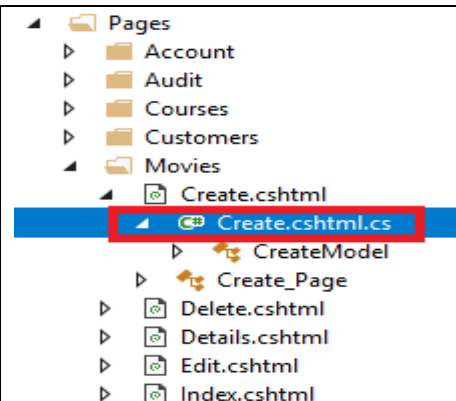 Pages
Account
Audit
Courses
Customers
Movies
Create.cshtml
C# Create.cshtml.cs
CreateModel
Create_Page
Delete.cshtml
Details.cshtml
Edit.cshtml
Index.cshtml